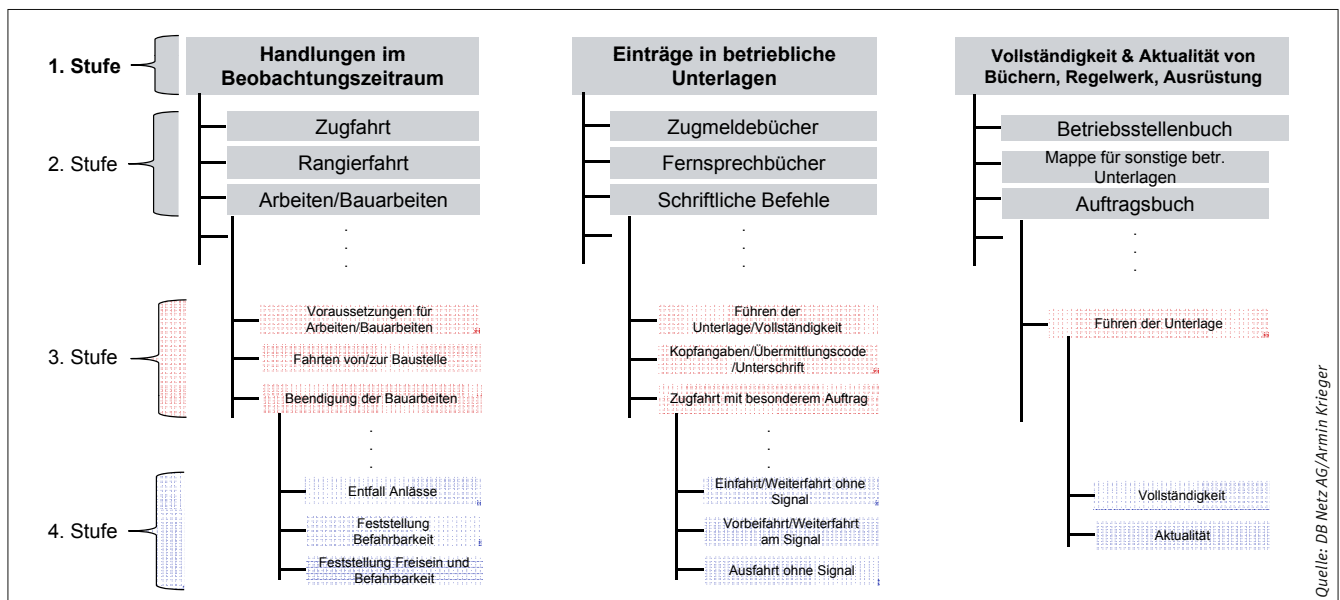 1. Stufe
Handlungen im
Beobachtungszeitraum
Einträge in betriebliche
Unterlagen
Vollständigkeit & Aktualität von
Büchern, Regelwerk, Ausrüstung
2. Stufe
Zugfahrt
Rangierfahrt
Arbeiten/Bauarbeiten
Zugmeldebücher
Fernsprechbücher
Schriftliche Befehle
Betriebsstellenbuch
Mappe für sonstige betr.
Unterlagen
Auftragsbuch
3. Stufe
Voraussetzungen für
Arbeiten/Bauarbeiten
Fahrten von/zur Baustelle
Beendigung der Bauarbeiten
Führen der
Unterlage/Vollständigkeit
Kopfangaben/Übermittlungscode
/Unterschrift
Zugfahrt mit besonderem Auftrag
Führen der Unterlage
4. Stufe
Entfall Anlässe
Feststellung
Befahrbarkeit
Feststellung Freisein und
Befahrbarkeit
Einfahrt/Weiterfahrt ohne
Signal
Vorbeifahrt/Weiterfahrt
am Signal
Ausfahrt ohne Signal
Vollständigkeit
Aktualität
Quelle: DB Netz AG/Armin Krieger